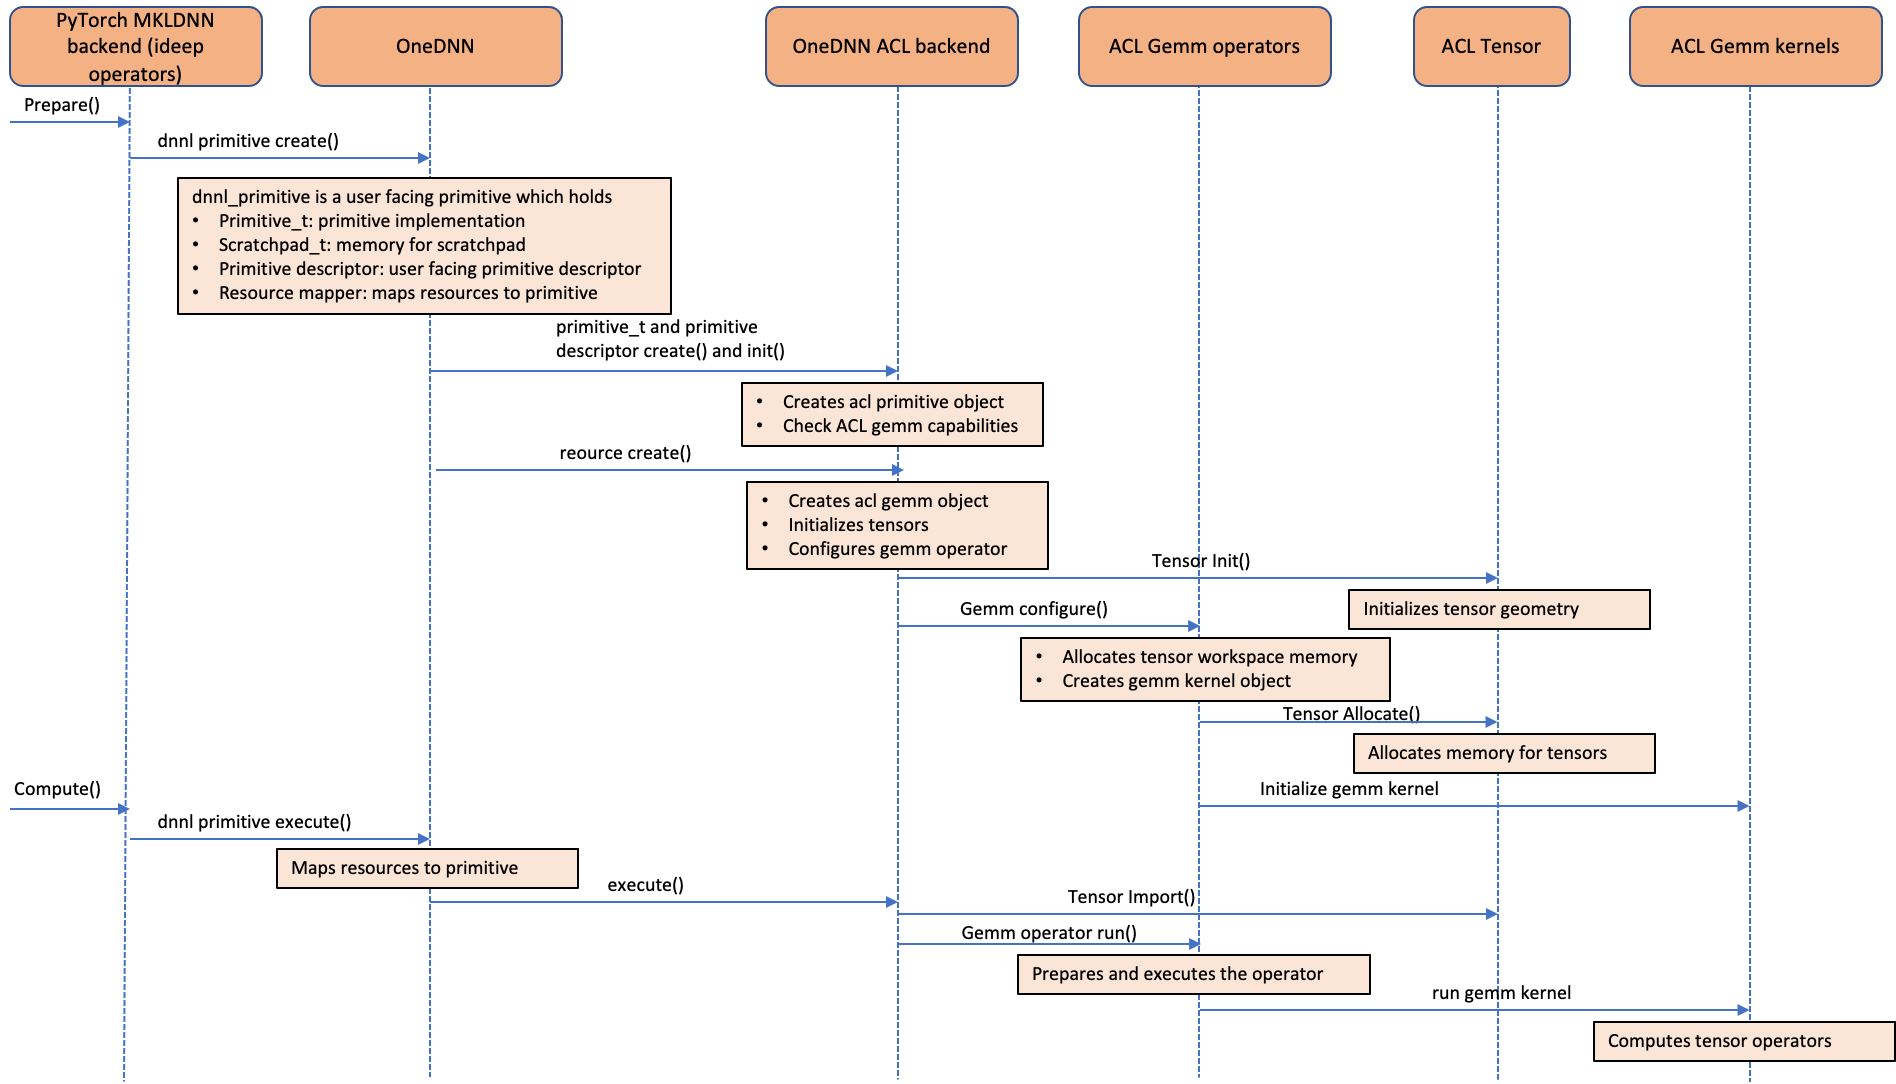 PyTorch MKLDNN
backend (ideep
operators)
OneDNN
OneDNN ACL backend
ACL Gemm operators
ACL Tensor
ACL Gemm kernels
Prepare()
dnnl primitive create()
dnnl_primitive is a user facing primitive which holds
• Primitive_t: primitive implementation
• Scratchpad_t: memory for scratchpad
• Primitive descriptor: user facing primitive descriptor
• Resource mapper: maps resources to primitive
primitive_t and primitive
descriptor create() and init()
• Creates acl primitive object
• Check ACL gemm capabilities
reource create()
• Creates acl gemm object
• Initializes tensors
• Configures gemm operator
Tensor Init()
Initializes tensor geometry
Gemm configure()
• Allocates tensor workspace memory
• Creates gemm kernel object
Tensor Allocate()
Allocates memory for tensors
Compute()
Initialize gemm kernel
dnnl primitive execute()
Maps resources to primitive
execute()
Tensor Import()
Gemm operator run()
Prepares and executes the operator
run gemm kernel
Computes tensor operators